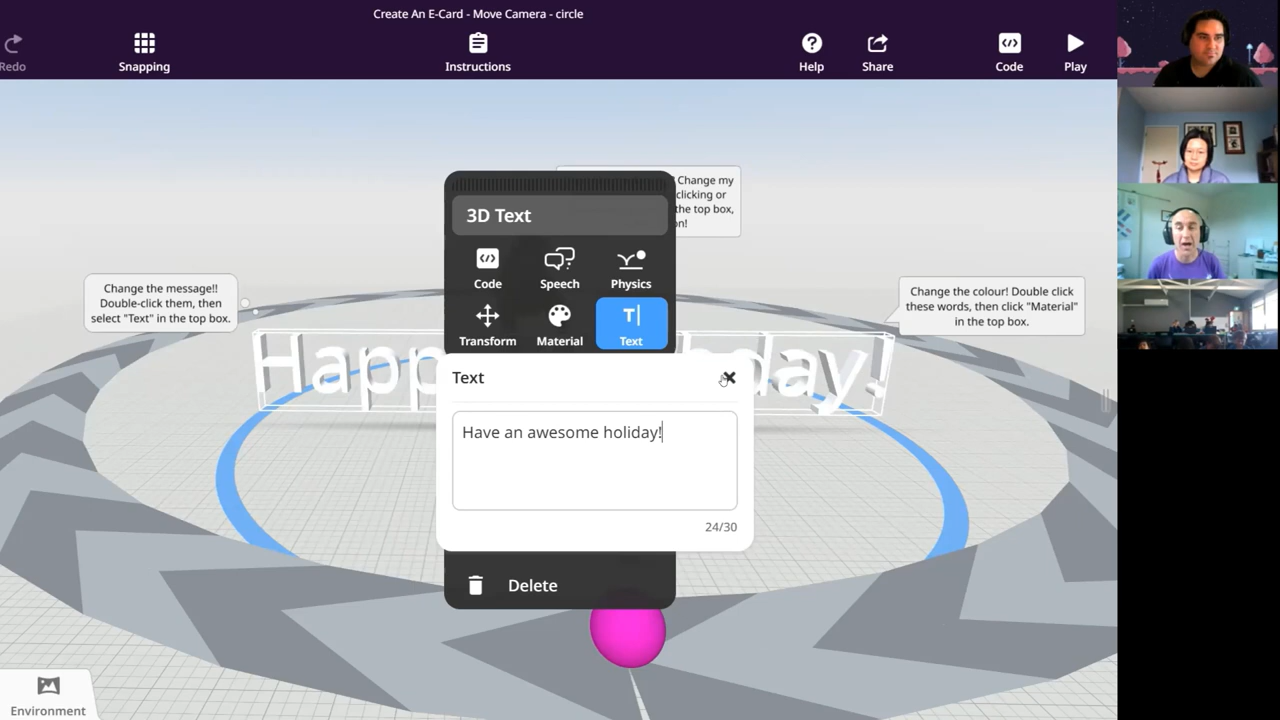 Create An E-Card - Move Camera - circle
Redo
Snapping
Instructions
Help
Share
Code
Play
Change the message!!
Double-click them, then
select "Text" in the top box.
Change my
clicking or
the top box,
on!
Change the colour! Double click
these words, then click "Material"
in the top box.
3D Text
Code
Speech
Physics
Transform
Material
Text
Happ
day!
Text
Have an awesome holiday!
24/30
Delete
Environment